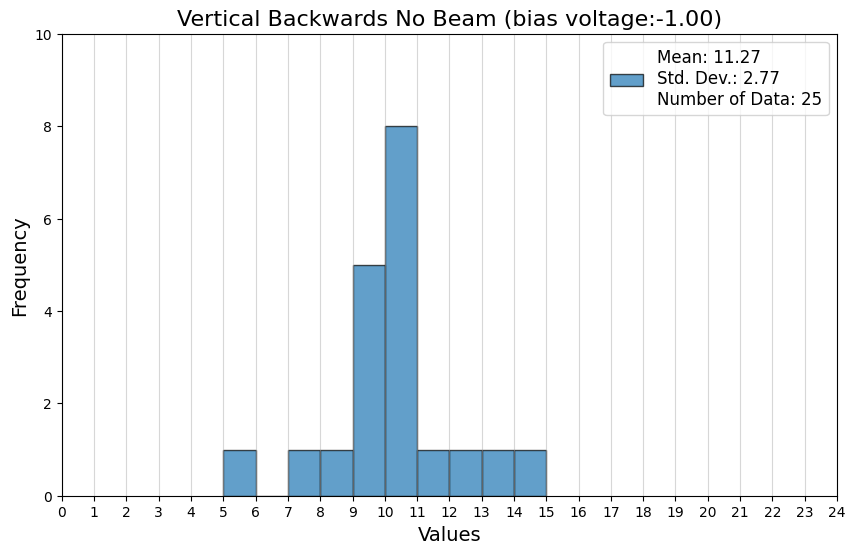 Vertical Backwards No Beam (bias voltage:-1.00)
Mean: 11.27
Std. Dev.: 2.77
Number of Data: 25
Frequency
10
8
6
4
2
0
0 1 2 3 4 5 6 7 8 9 10 11 12 13 14 15 16 17 18 19 20 21 22 23 24
Values